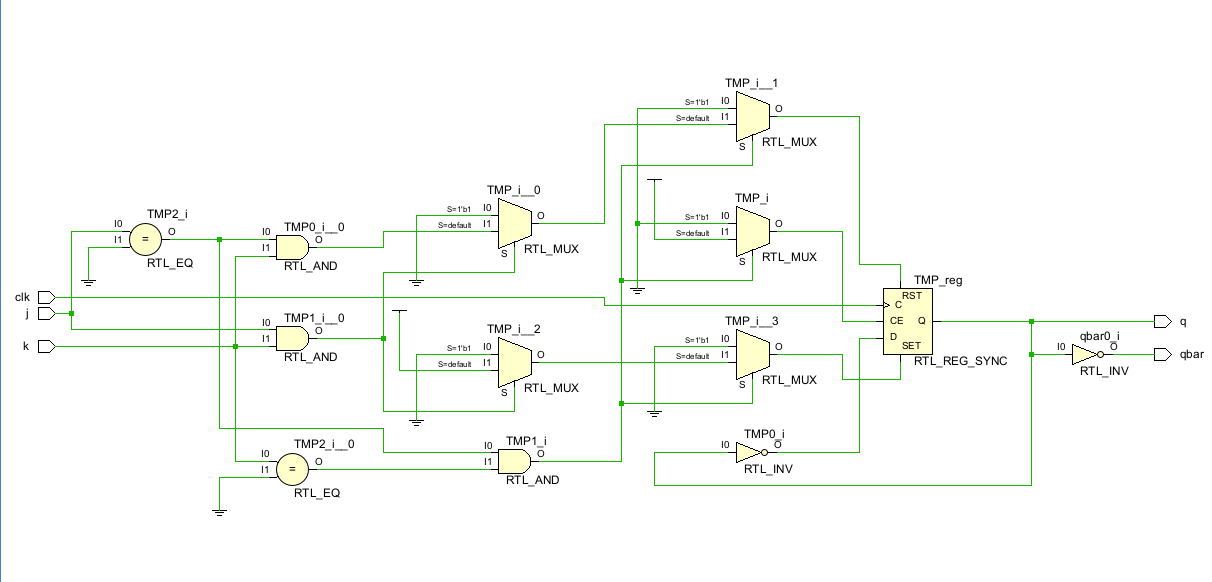 TMP_i__1
S=1'b1 I0
S=default I1
O
S
RTL_MUX
TMP_i__0
S=1'b1 I0
S=default I1
O
S
RTL_MUX
TMP_i
S=1'b1 I0
S=default I1
O
S
RTL_MUX
TMP2_i
I0
I1
=
O
RTL_EQ
TMP0_i__0
I0
I1
O
RTL_AND
clk
j
k
TMP1_i__0
I0
I1
O
RTL_AND
TMP_i__2
S=1'b1 I0
S=default I1
O
S
RTL_MUX
TMP_i__3
S=1'b1 I0
S=default I1
O
S
RTL_MUX
TMP_reg
RST
C
CE Q
D
SET
RTL_REG_SYNC
q
qbar0_i
I0
O
RTL_INV
qbar
TMP2_i__0
I0
I1
=
O
RTL_EQ
TMP1_i
I0
I1
O
RTL_AND
TMP0_i
I0
O
RTL_INV